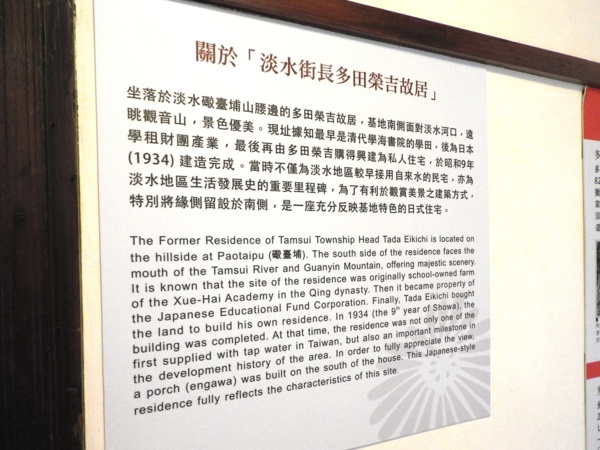 關於「淡水街長多田榮吉故居」
坐落於淡水礮臺埔山腰邊的多田榮吉故居，基地南側面對淡水河口，遠
眺觀音山，景色優美。現址據知最早是清代學海書院的學田，後為日本
學租財團產業，最後再由多田榮吉購得興建為私人住宅，於昭和9年
(1934) 建造完成。當時不僅為淡水地區較早接用自來水的民宅，亦為
淡水地區生活發展史的重要里程碑，為了有利於觀賞美景之建築方式，
特別將緣側留設於南側，是一座充分反映基地特色的日式住宅。
The Former Residence of Tamsui Township Head Tada Eikichi is located on
the hillside at Paotaipu (礮臺埔). The south side of the residence faces the
mouth of the Tamsui River and Guanyin Mountain, offering majestic scenery.
It is known that the site of the residence was originally school-owned farm
of the Xue-Hai Academy in the Qing dynasty. Then it became property of
the Japanese Educational Fund Corporation. Finally, Tada Eikichi bought
the land to build his own residence. In 1934 (the 9th year of Showa), the
building was completed. At that time, the residence was not only one of the
first supplied with tap water in Taiwan, but also an important milestone in
the development history of the area. In order to fully appreciate the view,
a porch (engawa) was built on the south of the house. This Japanese-style
residence fully reflects the characteristics of this site.